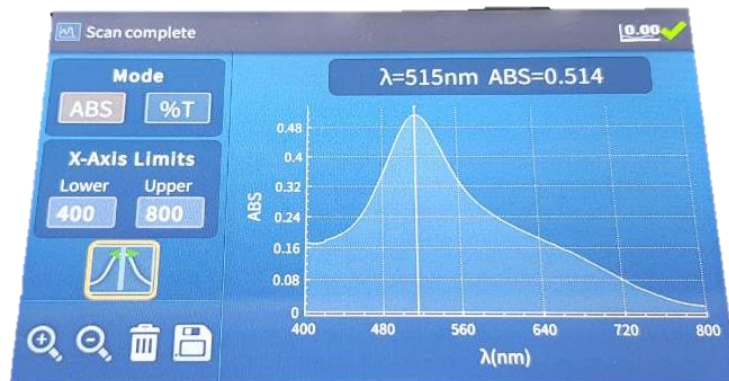 Scan complete
0.00
Mode
ABS %T
X-Axis Limits
Lower Upper
400 800
λ=515nm ABS=0.514
0.48
0.4
0.32
0.24
0.16
0.08
0
ABS
400 480 560 640 720 800
λ(nm)